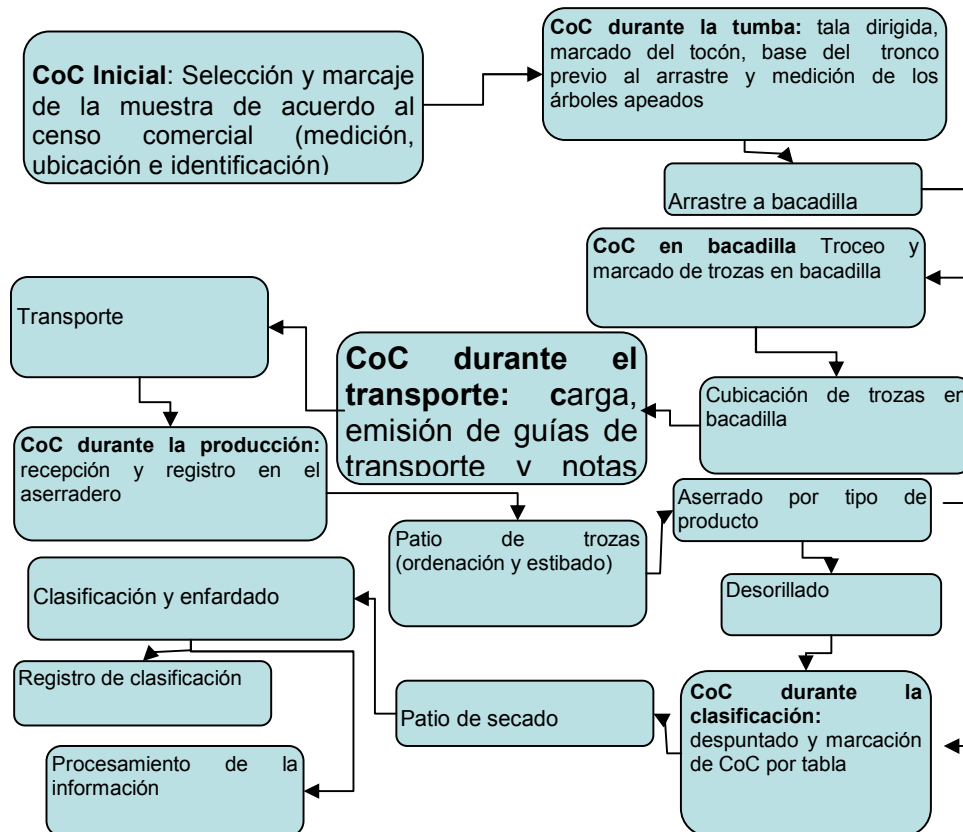 CoC Inicial: Selección y marcaje
de la muestra de acuerdo al
censo comercial (medición,
ubicación e identificación)
CoC durante la tumba: tala dirigida,
marcado del tocón, base del tronco
previo al arrastre y medición de los
árboles apeados
Arrastre a bacadilla
CoC en bacadilla Troceo y
marcado de trozas en bacadilla
Cubicación de trozas en
bacadilla
CoC durante el
transporte: carga,
emisión de guías de
transporte y notas
Transporte
CoC durante la producción:
recepción y registro en el
aserradero
Patio de trozas
(ordenación y estibado)
Aserrado por tipo de
producto
Desorillado
CoC durante la
clasificación:
despuntado y marcación
de CoC por tabla
Patio de secado
Clasificación y enfardado
Registro de clasificación
Procesamiento de la
información